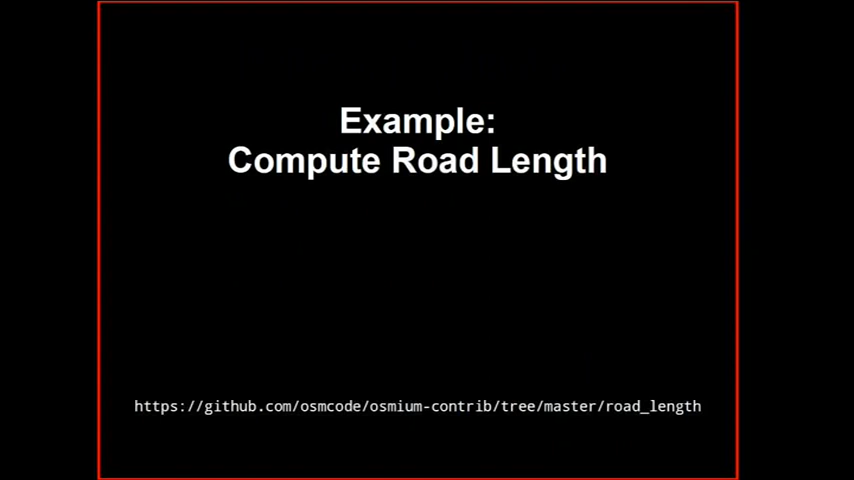 Example:
Compute Road Length
https://github.com/osmcode/osmium-contrib/tree/master/road_length